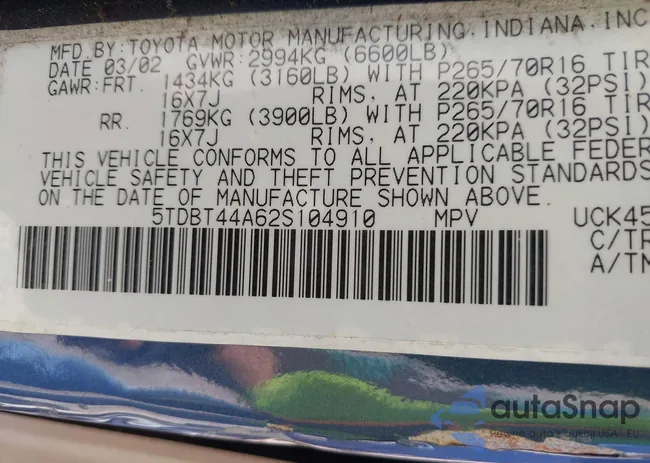 MFD.BY:TOYOTA MOTOR MANUFACTURING,INDIANA,INC
DATE 03/02 GVWR:2994KG (6600LB)
GAWR:FRT. 1434KG (3160LB) WITH P265/70R16 TIR
16X7J RIMS, AT 220KPA (32PSI)
RR. 1769KG (3900LB) WITH P265/70R16 TIR
16X7J RIMS, AT 220KPA (32PSI)
THIS VEHICLE CONFORMS TO ALL APPLICABLE FEDER
VEHICLE SAFETY AND THEFT PREVENTION STANDARDS
ON THE DATE OF MANUFACTURE SHOWN ABOVE.
5TDBT44A62S104910 MPV UCK45
C/TR
A/TM
autaSnap